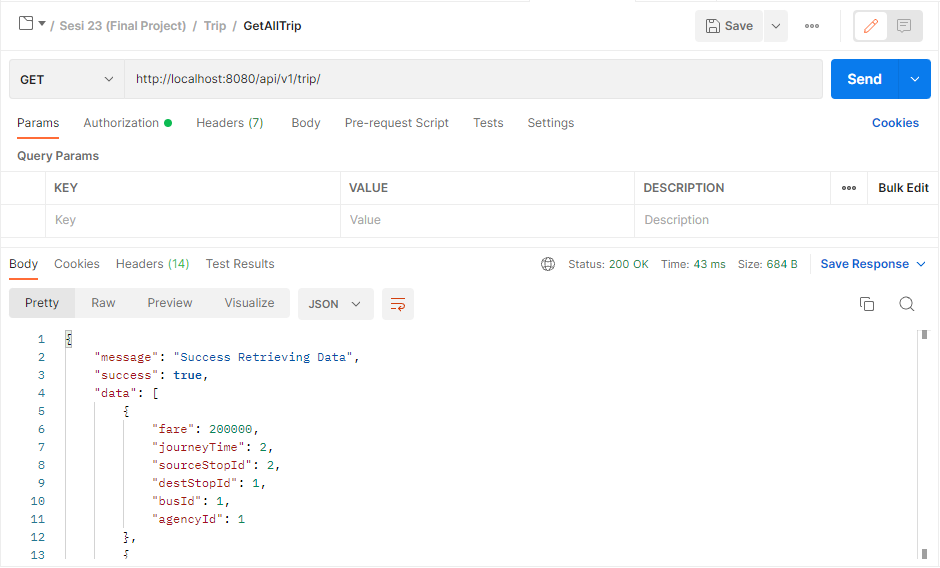 / Sesi 23 (Final Project) / Trip / GetAllTrip Save
GET http://localhost:8080/api/v1/trip/ Send
Params Authorization Headers (7) Body Pre-request Script Tests Settings Cookies
Query Params
KEY VALUE DESCRIPTION Bulk Edit
Key Value Description
Body Cookies Headers (14) Test Results Status: 200 OK Time: 43 ms Size: 684 B Save Response
Pretty Raw Preview Visualize JSON
1 {
2 "message": "Success Retrieving Data",
3 "success": true,
4 "data": [
5 {
6 "fare": 200000,
7 "journeyTime": 2,
8 "sourceStopId": 2,
9 "destStopId": 1,
10 "busId": 1,
11 "agencyId": 1
12 },
13 {